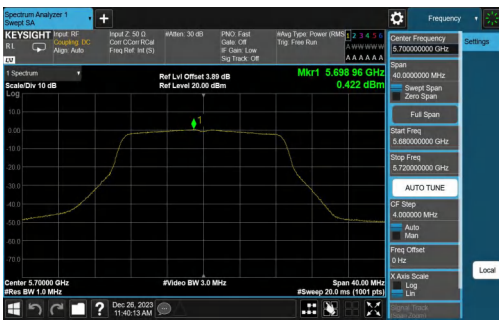 Spectrum Analyzer 1
Swept SA
Frequency
KEYSIGHT
Input: RF
Coupling: DC
Align: Auto
Input Z: 50 Ω
Corr CCorr RCal
Freq Ref: Int (S)
#Atten: 30 dB
PNO: Fast
Gate: Off
IF Gain: Low
Sig Track: Off
#Avg Type: Power (RMS)
Trig: Free Run
1 2 3 4 5 6
A W W W W W
A A A A A A
RL
1 Spectrum
Scale/Div 10 dB
Log
Ref Lvl Offset 3.89 dB
Ref Level 20.00 dBm
Mkr1 5.698 96 GHz
0.422 dBm
1
10.0
0.00
-10.0
-20.0
-30.0
-40.0
-50.0
-60.0
-70.0
Center 5.70000 GHz
#Res BW 1.0 MHz
#Video BW 3.0 MHz
Span 40.00 MHz
#Sweep 20.0 ms (1001 pts)
Center Frequency
5.700000000 GHz
Span
40.0000000 MHz
Swept Span
Zero Span
Full Span
Start Freq
5.680000000 GHz
Stop Freq
5.720000000 GHz
AUTO TUNE
CF Step
4.000000 MHz
Auto
Man
Freq Offset
0 Hz
X Axis Scale
Log
Lin
Signal Track
Settings
Local
Dec 26, 2023
11:40:13 AM